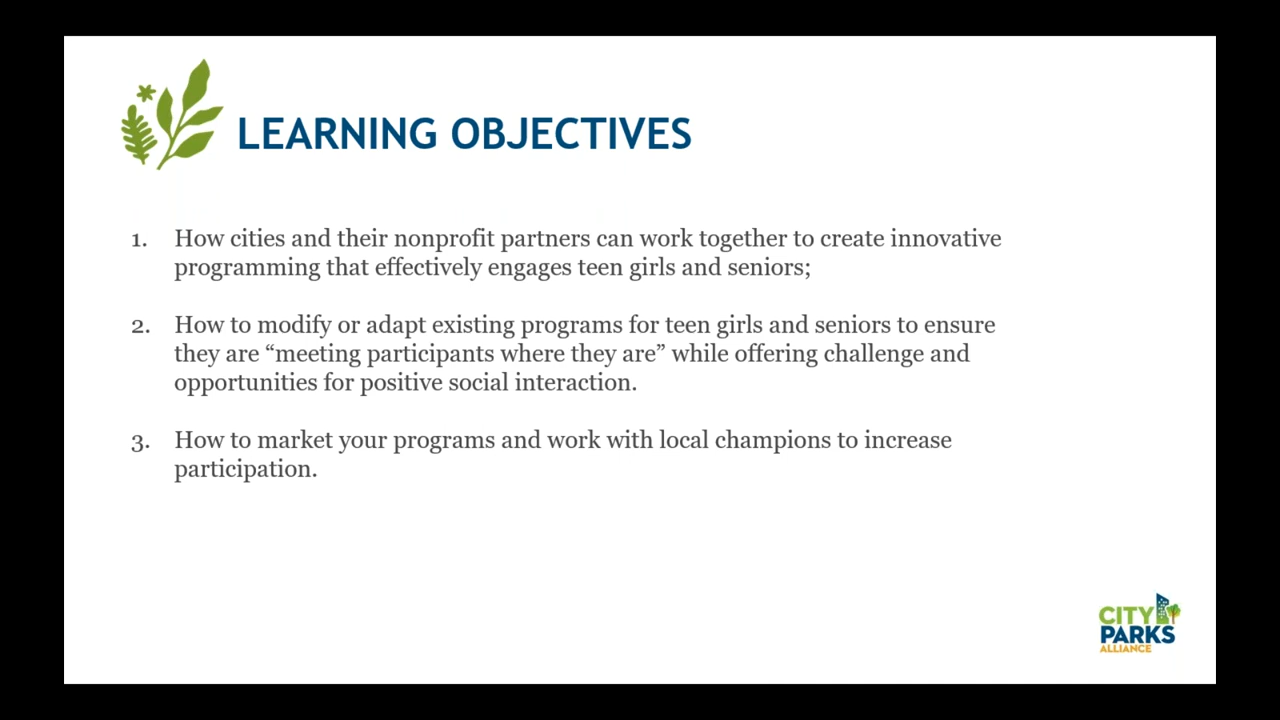 LEARNING OBJECTIVES
1. How cities and their nonprofit partners can work together to create innovative
programming that effectively engages teen girls and seniors;
2. How to modify or adapt existing programs for teen girls and seniors to ensure
they are “meeting participants where they are” while offering challenge and
opportunities for positive social interaction.
3. How to market your programs and work with local champions to increase
participation.
CITY
PARKS
ALLIANCE